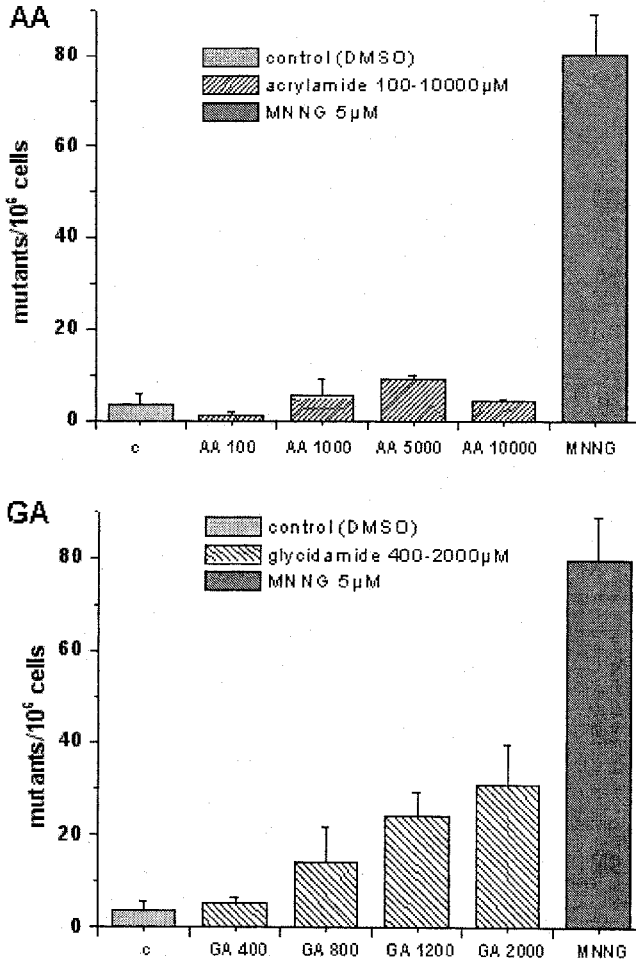 AA
80
60
40
20
0
mutants/10⁶ cells
control (DMSO)
acrylamide 100-10000µM
MNNG 5µM
c
AA 100
AA 1000
AA 5000
AA 10000
MNNG
GA
80
60
40
20
0
mutants/10⁶ cells
control (DMSO)
glycidamide 400-2000µM
MNNG 5µM
c
GA 400
GA 800
GA 1200
GA 2000
MNNG